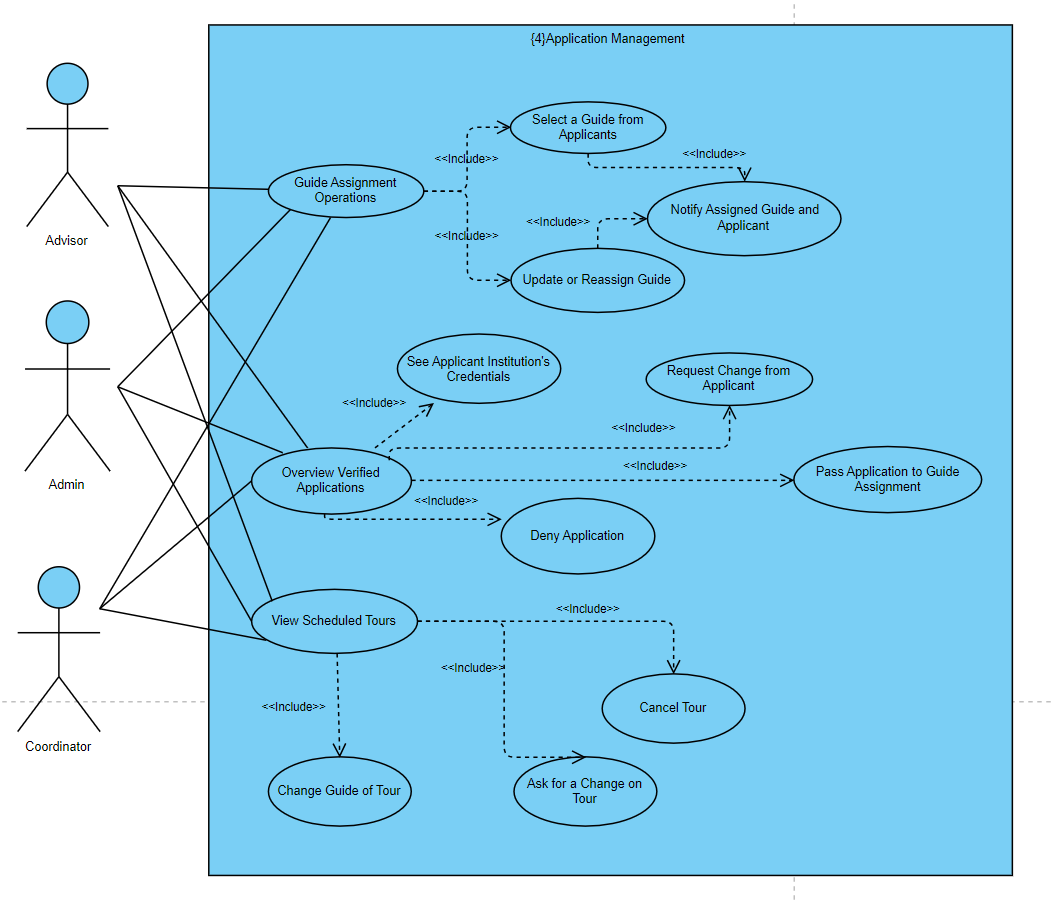 {4}Application Management
Advisor
Admin
Coordinator
Guide Assignment
Operations
<<Include>>
<<Include>>
Select a Guide from
Applicants
<<Include>>
Notify Assigned Guide and
Applicant
<<Include>>
Update or Reassign Guide
See Applicant Institution's
Credentials
<<Include>>
Request Change from
Applicant
<<Include>>
Overview Verified
Applications
<<Include>>
Pass Application to Guide
Assignment
<<Include>>
Deny Application
View Scheduled Tours
<<Include>>
<<Include>>
<<Include>>
Cancel Tour
Change Guide of Tour
Ask for a Change on
Tour